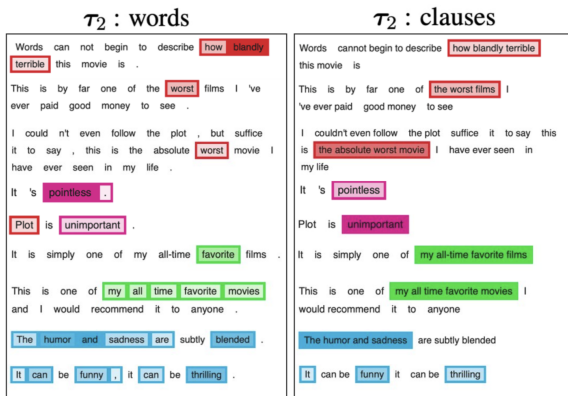 τ₂ : words
Words can not begin to describe how blandly
terrible this movie is .
This is by far one of the worst films I 've
ever paid good money to see .
I could n't even follow the plot , but suffice
it to say , this is the absolute worst movie I
have ever seen in my life .
It 's pointless .
Plot is unimportant .
It is simply one of my all-time favorite films .
This is one of my all time favorite movies
and I would recommend it to anyone .
The humor and sadness are subtly blended .
It can be funny , it can be thrilling .
τ₂ : clauses
Words cannot begin to describe how blandly terrible
this movie is
This is by far one of the worst films I
've ever paid good money to see
I couldn't even follow the plot suffice it to say this
is the absolute worst movie I have ever seen in
my life
It 's pointless
Plot is unimportant
It is simply one of my all-time favorite films
This is one of my all time favorite movies I
would recommend it to anyone
The humor and sadness are subtly blended
It can be funny it can be thrilling